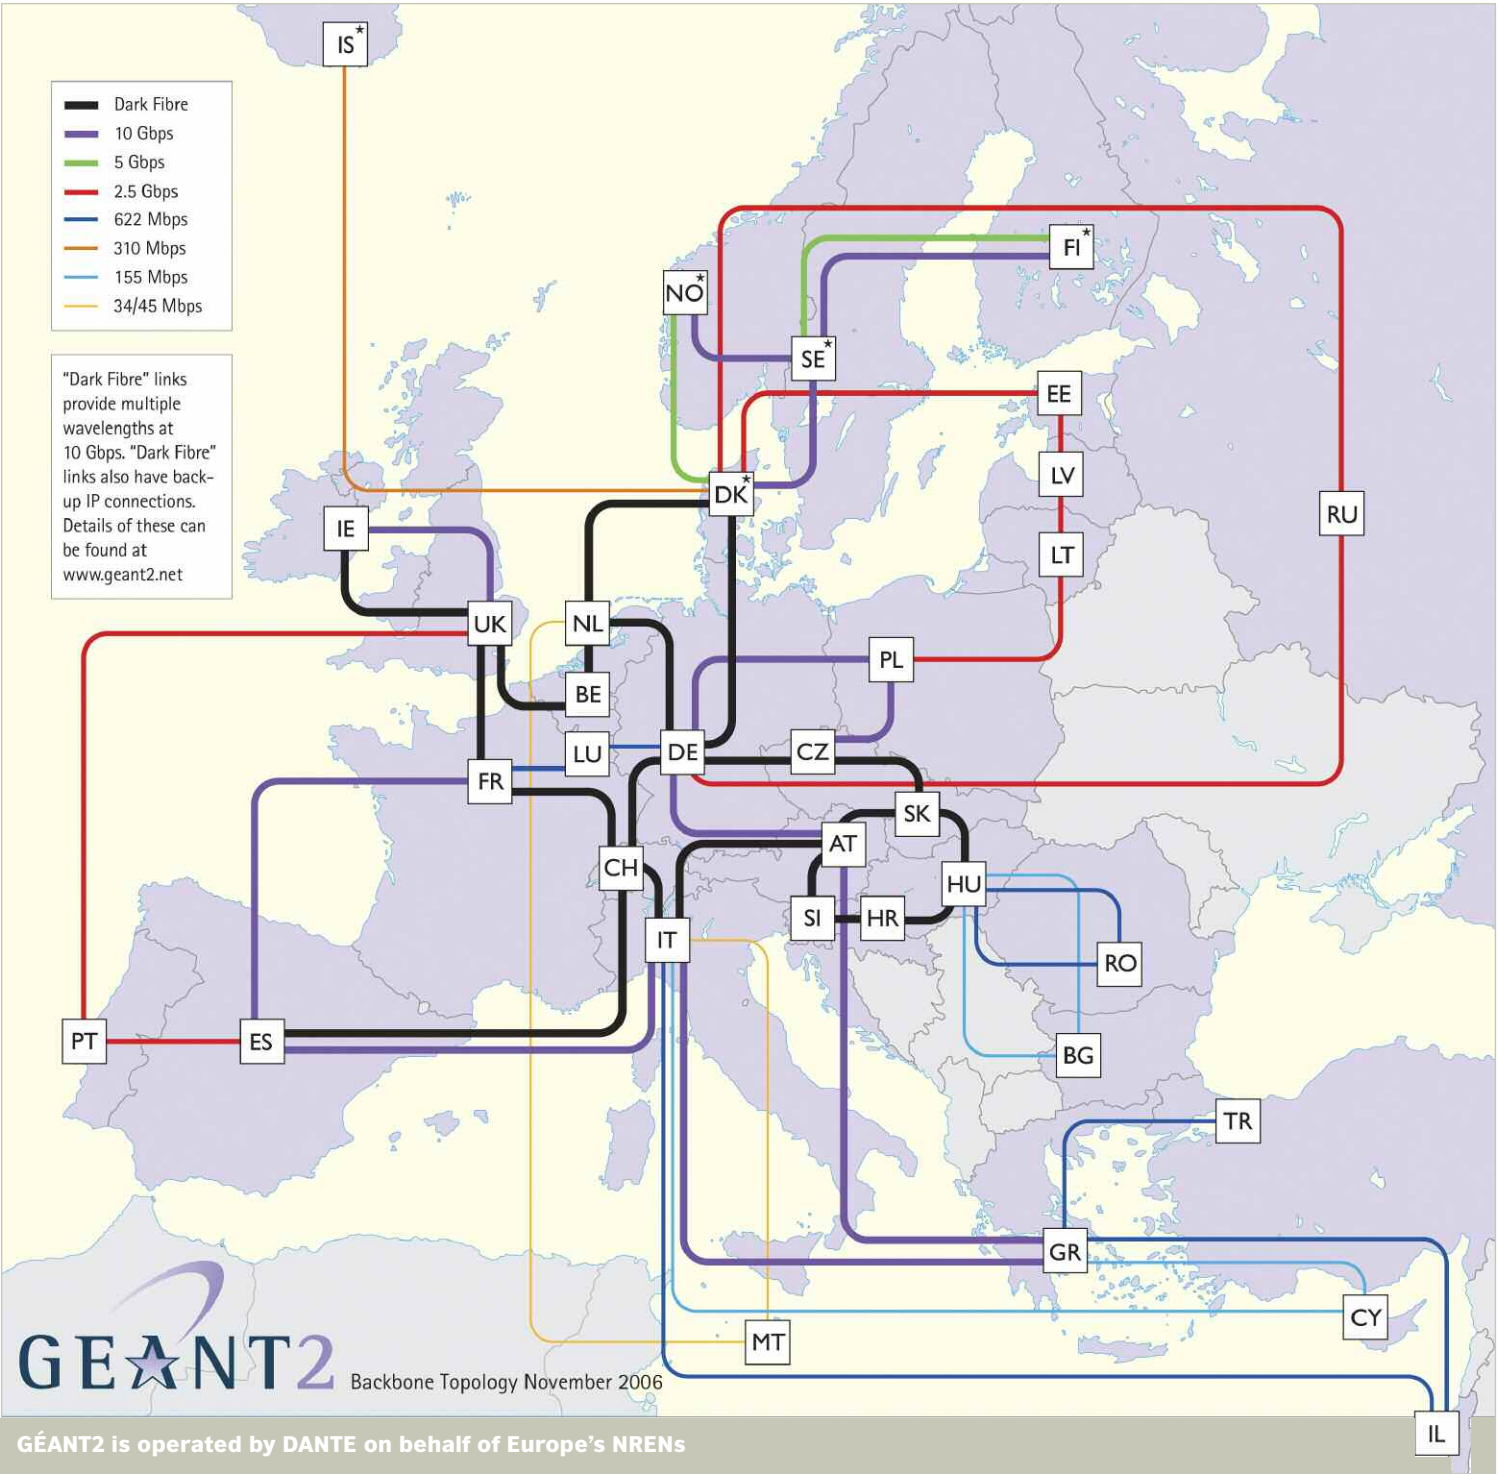 IS*
Dark Fibre
10 Gbps
5 Gbps
2.5 Gbps
622 Mbps
310 Mbps
155 Mbps
34/45 Mbps
"Dark Fibre" links
provide multiple
wavelengths at
10 Gbps. "Dark Fibre"
links also have back-
up IP connections.
Details of these can
be found at
www.geant2.net
FI*
NO*
SE*
EE
LV
DK*
RU
IE
LT
UK
NL
PL
BE
LU
DE
CZ
FR
SK
AT
CH
HU
SI
HR
IT
RO
PT
ES
BG
TR
GR
CY
MT
GEANT2
Backbone Topology November 2006
IL
GÉANT2 is operated by DANTE on behalf of Europe's NRENs